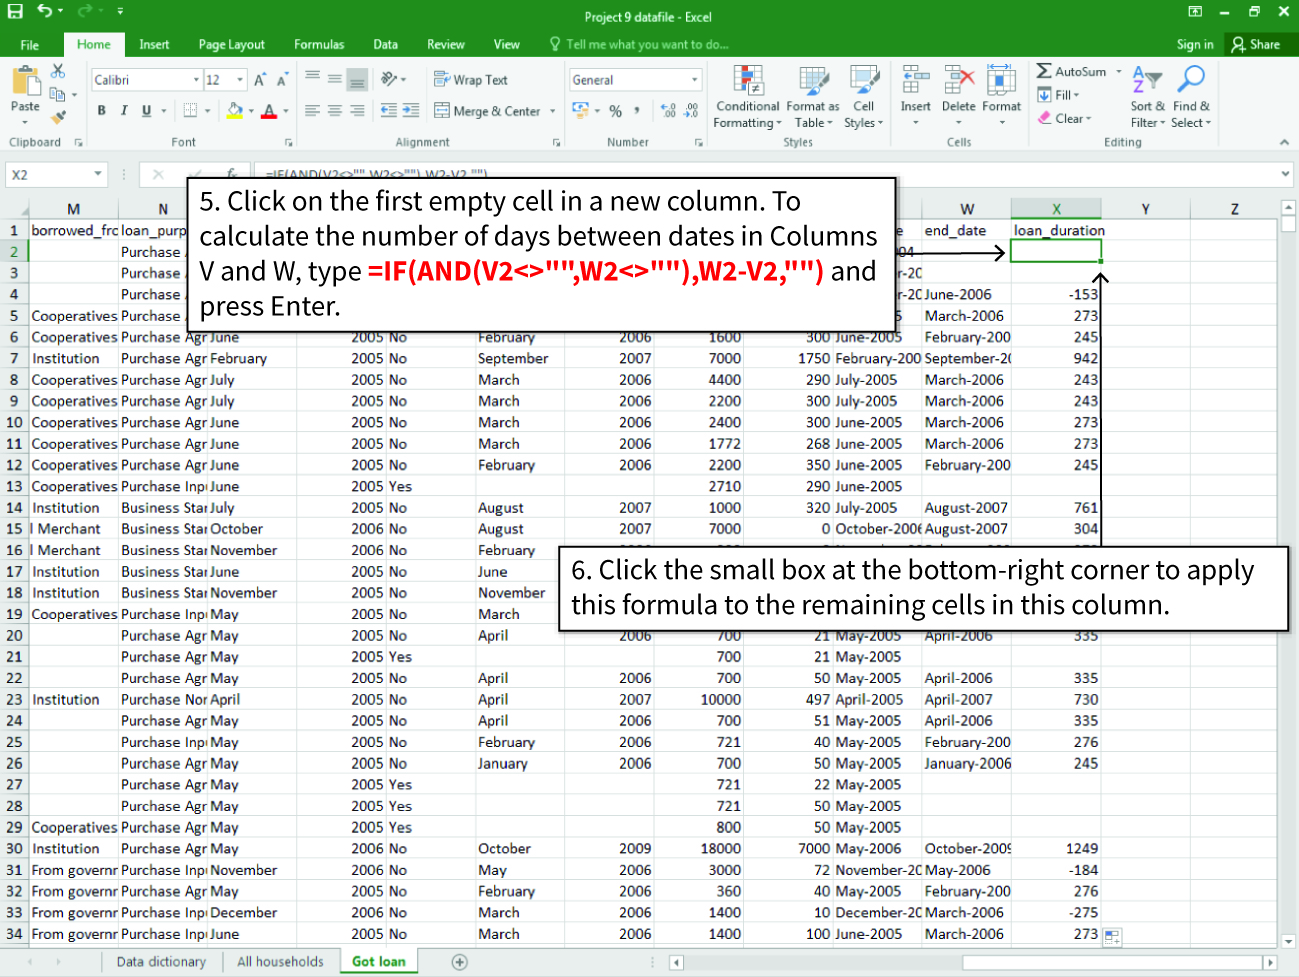 Project 9 datafile - Excel
File Home Insert Page Layout Formulas Data Review View Tell me what you want to do... Sign in Share
Paste Calibri 12 Wrap Text General Conditional Formatting Format as Table Cell Styles Insert Delete Format AutoSum Fill Clear Sort & Filter Find & Select
B I U Merge & Center % ,
Clipboard Font Alignment Number Styles Cells Editing
X2 =IF(AND(V2<>"",W2<>""),W2-V2,"")
5. Click on the first empty cell in a new column. To
calculate the number of days between dates in Columns
V and W, type =IF(AND(V2<>"",W2<>""),W2-V2,"") and
press Enter.
M N W X Y Z
1 borrowed_frc loan_purp end_date loan_duration
2 Purchase
3 Purchase
4 Purchase June-2006 -153
5 Cooperatives Purchase March-2006 273
6 Cooperatives Purchase Agr June 2005 No February 2006 1600 300 June-2005 February-200 245
7 Institution Purchase Agr February 2005 No September 2007 7000 1750 February-200 September-2( 942
8 Cooperatives Purchase Agr July 2005 No March 2006 4400 290 July-2005 March-2006 243
9 Cooperatives Purchase Agr July 2005 No March 2006 2200 300 July-2005 March-2006 243
10 Cooperatives Purchase Agr June 2005 No March 2006 2400 300 June-2005 March-2006 273
11 Cooperatives Purchase Agr June 2005 No March 2006 1772 268 June-2005 March-2006 273
12 Cooperatives Purchase Agr June 2005 No February 2006 2200 350 June-2005 February-200 245
13 Cooperatives Purchase Inp June 2005 Yes 2710 290 June-2005
14 Institution Business Star July 2005 No August 2007 1000 320 July-2005 August-2007 761
15 l Merchant Business Star October 2006 No August 2007 7000 0 October-2006 August-2007 304
16 l Merchant Business Star November 2006 No February
17 Institution Business Star June 2005 No June
18 Institution Business Star November 2005 No November
19 Cooperatives Purchase Inp May 2005 No March
6. Click the small box at the bottom-right corner to apply
this formula to the remaining cells in this column.
20 Purchase Agr May 2005 No April 2006 700 21 May-2005 April-2006 335
21 Purchase Agr May 2005 Yes 700 21 May-2005
22 Purchase Agr May 2005 No April 2006 700 50 May-2005 April-2006 335
23 Institution Purchase Nor April 2005 No April 2007 10000 497 April-2005 April-2007 730
24 Purchase Agr May 2005 No April 2006 700 51 May-2005 April-2006 335
25 Purchase Inp May 2005 No February 2006 721 40 May-2005 February-200 276
26 Purchase Agr May 2005 No January 2006 700 50 May-2005 January-2006 245
27 Purchase Agr May 2005 Yes 721 22 May-2005
28 Purchase Agr May 2005 Yes 721 50 May-2005
29 Cooperatives Purchase Agr May 2005 Yes 800 50 May-2005
30 Institution Purchase Agr May 2006 No October 2009 18000 7000 May-2006 October-2009 1249
31 From governr Purchase Inp November 2006 No May 2006 3000 72 November-2C May-2006 -184
32 From governr Purchase Agr May 2005 No February 2006 360 40 May-2005 February-200 276
33 From governr Purchase Inp December 2006 No March 2006 1400 10 December-2C March-2006 -275
34 From governr Purchase Inp June 2005 No March 2006 1400 100 June-2005 March-2006 273
Data dictionary All households Got loan